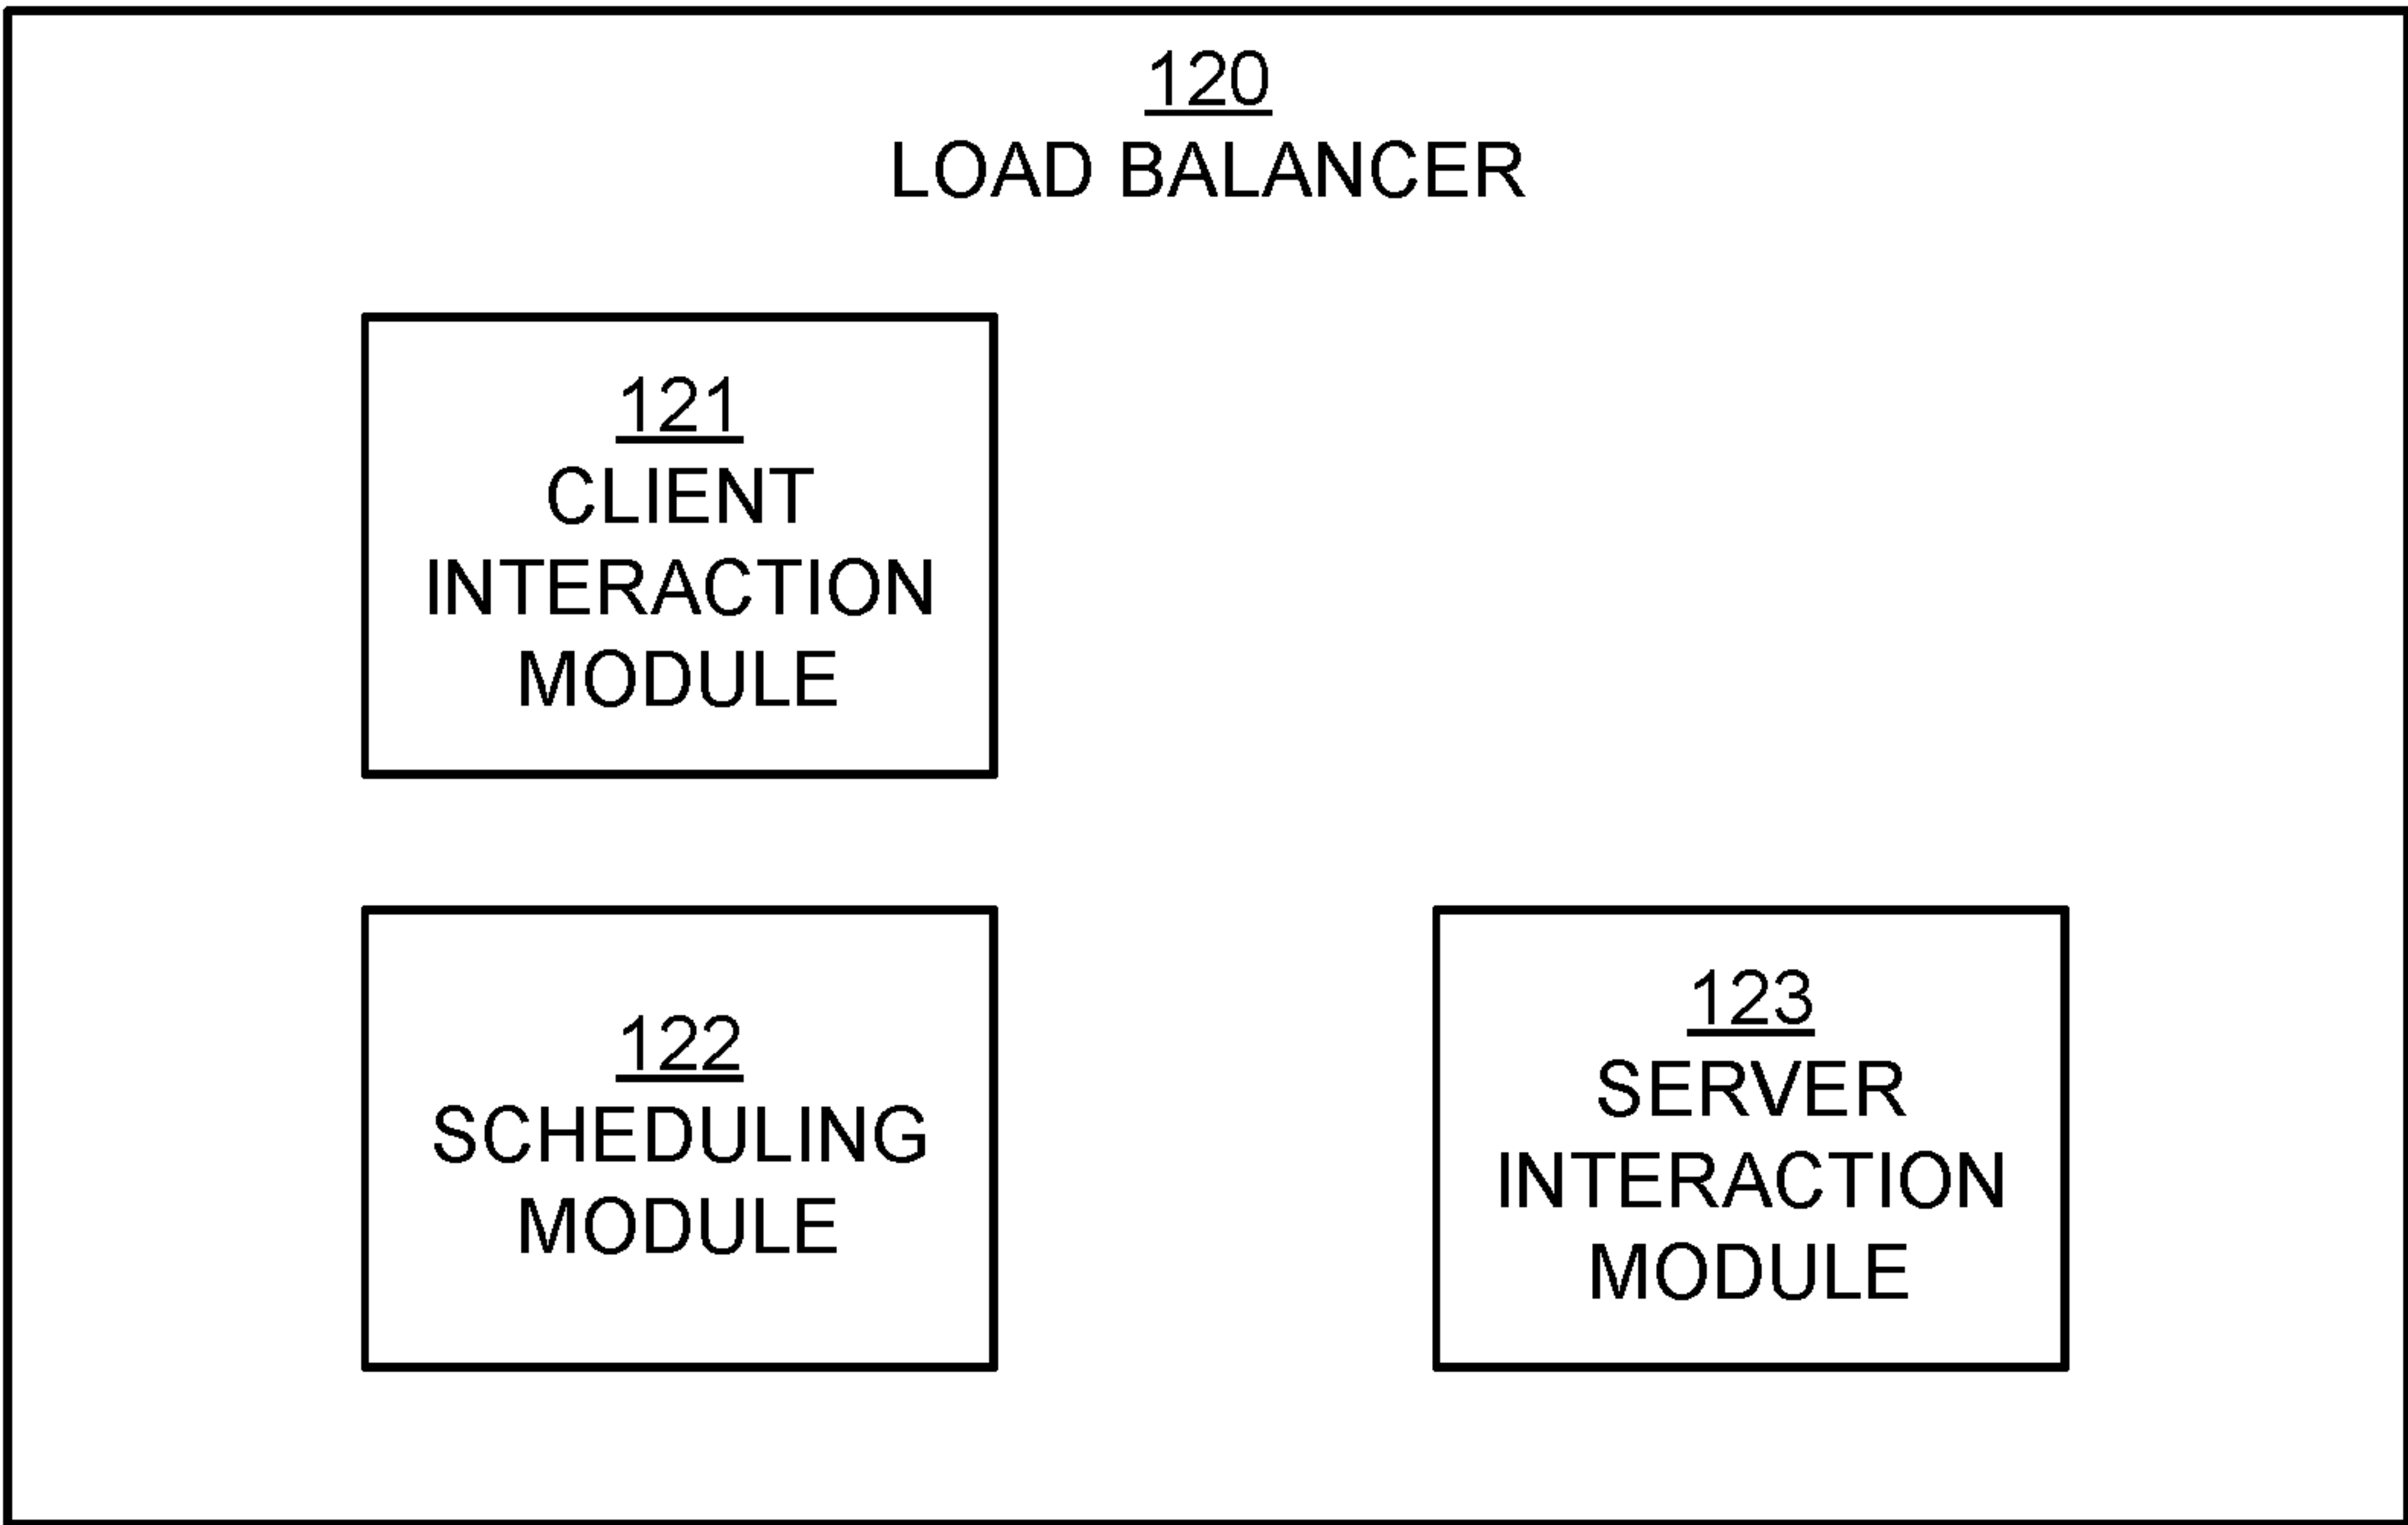 120
LOAD BALANCER
121
CLIENT
INTERACTION
MODULE
122
SCHEDULING
MODULE
123
SERVER
INTERACTION
MODULE